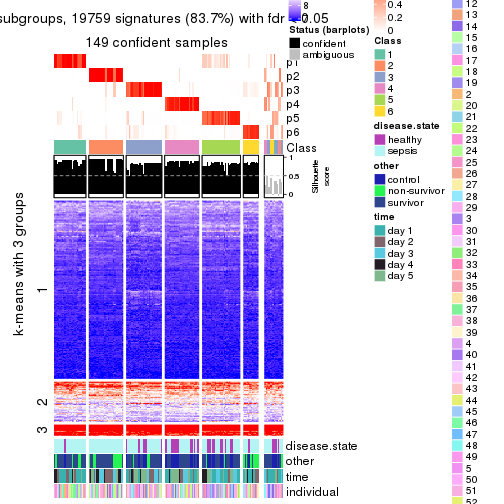 subgroups, 19759 signatures (83.7%) with fdr < 0.05
149 confident samples
p1
p2
p3
p4
p5
p6
Class
1
0.5
0
Silhouette
score
k-means with 3 groups
1
2
3
disease.state
other
time
individual
8
Status (barplots)
confident
ambiguous
0.4
0.2
0
Class
1
2
3
4
5
6
disease.state
healthy
sepsis
other
control
non-survivor
survivor
time
day 1
day 2
day 3
day 4
day 5
12
13
14
15
16
17
18
19
2
20
21
22
23
24
25
26
27
28
29
3
30
31
32
33
34
35
36
37
38
39
4
40
41
42
43
44
45
46
47
48
49
5
50
51